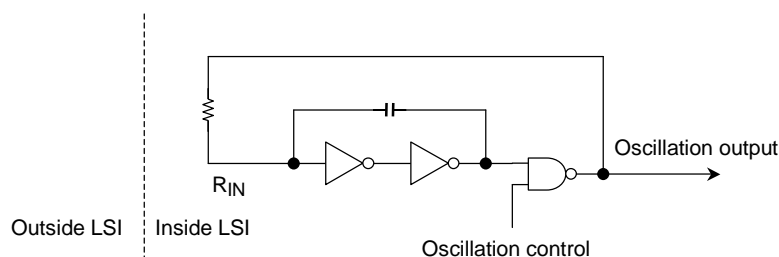 Oscillation output
R_IN
Outside LSI
Inside LSI
Oscillation control